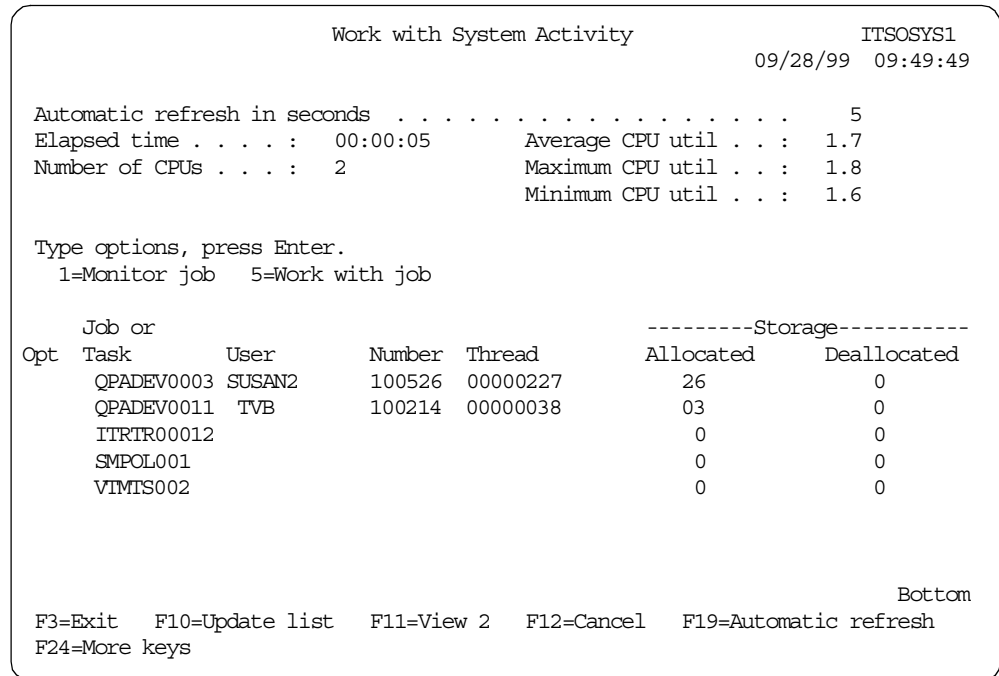 Work with System Activity ITSOSYS1
09/28/99 09:49:49
Automatic refresh in seconds . . . . . . . . . . . . . . . . . 5
Elapsed time . . . . : 00:00:05 Average CPU util . . : 1.7
Number of CPUs . . . : 2 Maximum CPU util . . : 1.8
Minimum CPU util . . : 1.6
Type options, press Enter.
1=Monitor job 5=Work with job
Job or ---------Storage-----------
Opt Task User Number Thread Allocated Deallocated
QPADEV0003 SUSAN2 100526 00000227 26 0
QPADEV0011 TVB 100214 00000038 03 0
ITRTR00012 0 0
SMPOL001 0 0
VTMTS002 0 0
Bottom
F3=Exit F10=Update list F11=View 2 F12=Cancel F19=Automatic refresh
F24=More keys